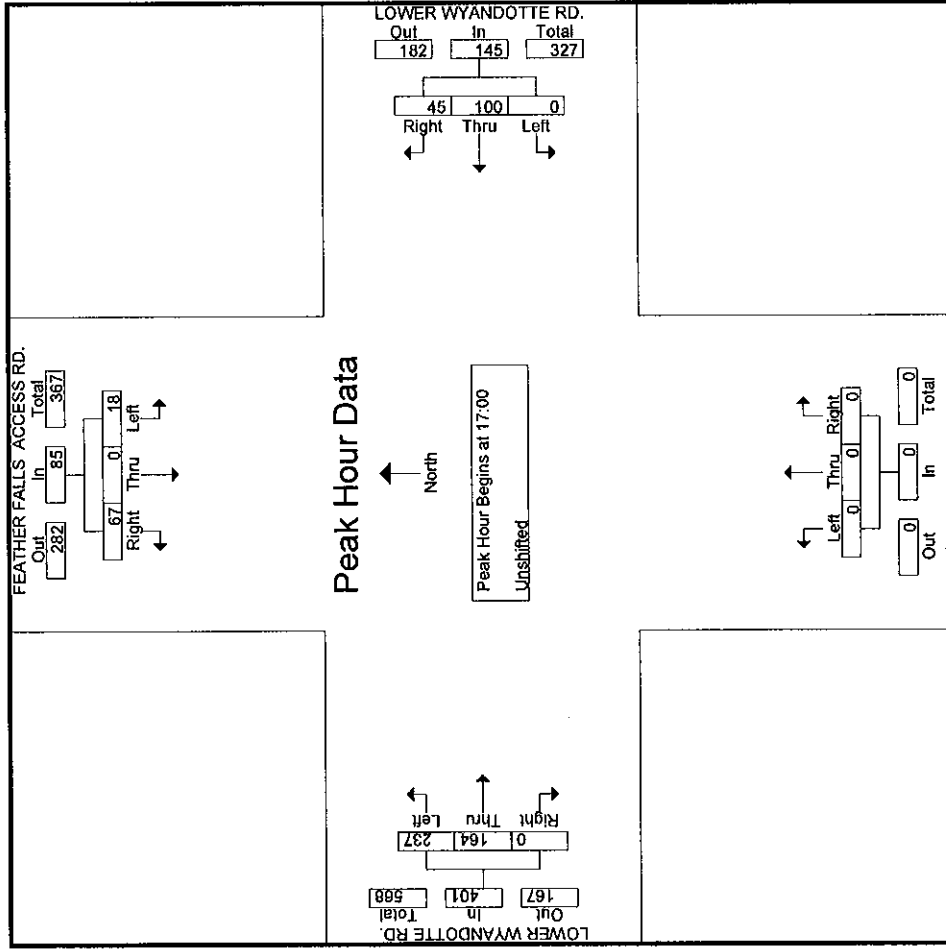 LOWER WYANDOTTE RD.
Out In Total
182 145 327
45 100 0
Right Thru Left
FEATHER FALLS ACCESS RD.
Out In Total
282 85 367
67 0 18
Right Thru Left
Peak Hour Data
North
Peak Hour Begins at 17:00
Unshifted
Left Thru Right
237 164 0
Total In Out
568 401 167
LOWER WYANDOTTE RD.
Left Thru Right
0 0 0
0 0 0
Out In Total